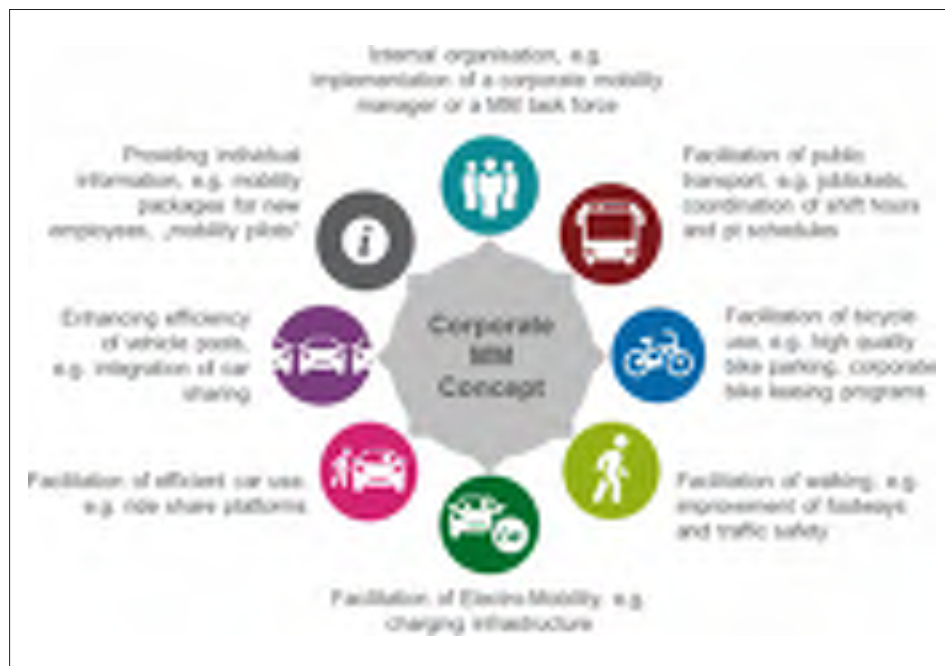 Internal organisation, e.g.
implementation of a corporate mobility
manager or a MM task force
Facilitation of public
transport, e.g. jobtickets,
coordination of shift hours
and pt schedules
Facilitation of bicycle
use, e.g. high quality
bike parking, corporate
bike leasing programs
Facilitation of walking, e.g.
improvement of footways
and traffic safety
Facilitation of Electro-Mobility, e.g.
charging infrastructure
Facilitation of efficient car use,
e.g. ride share platforms
Enhancing efficiency
of vehicle pools,
e.g. integration of car
sharing
Providing individual
information, e.g. mobility
packages for new
employees, „mobility pilots"
i
Corporate
MM
Concept